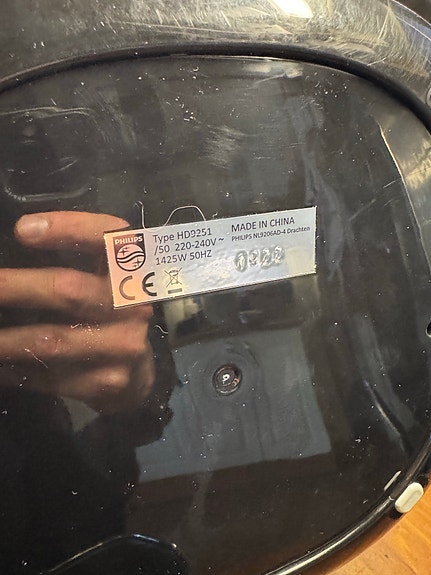 PHILIPS
Type HD9251
/50 220-240V ~
1425W 50HZ
CE
MADE IN CHINA
PHILIPS NL9206AD-4 Drachten
P